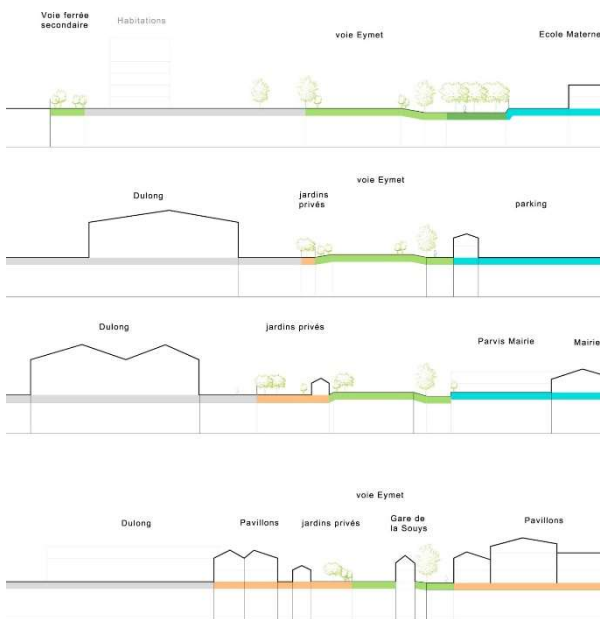 Voie ferrée
secondaire
Habitations
voie Eymet
Ecole Materne
voie Eymet
Dulong
jardins
privés
parking
Dulong
jardins privés
Parvis Mairie
Mairie
voie Eymet
Dulong
Pavillons
jardins privés
Gare de
la Souys
Pavillons